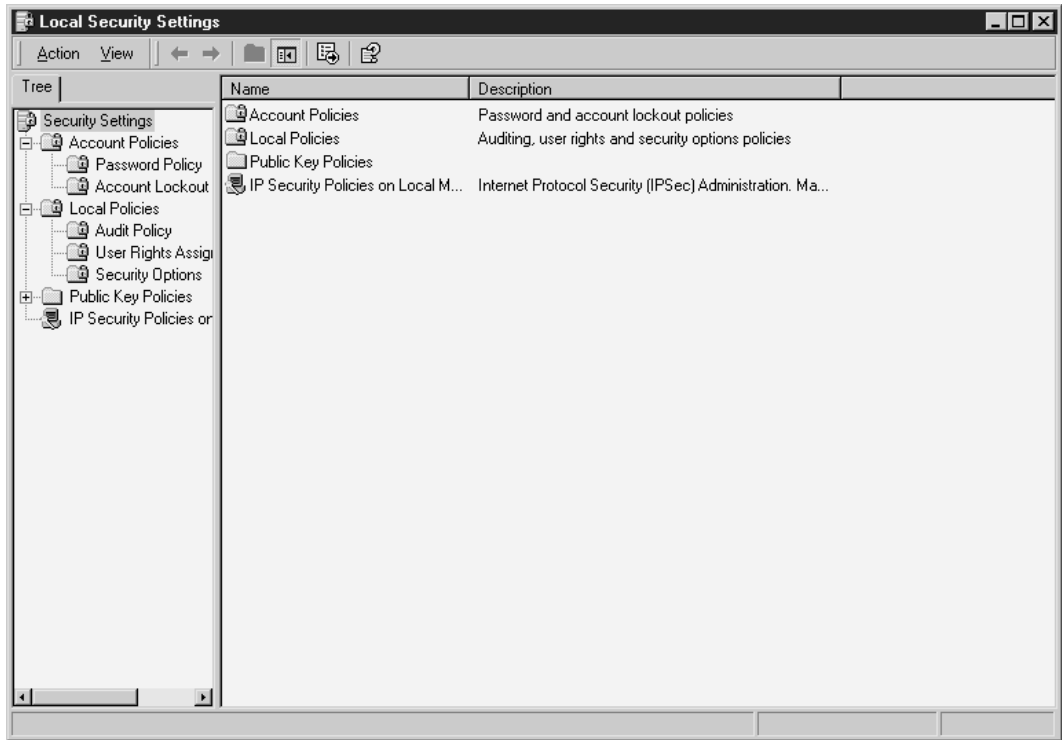 Local Security Settings
Action View
Tree
Name Description
Security Settings
Account Policies
Password Policy
Account Lockout
Local Policies
Audit Policy
User Rights Assig
Security Options
Public Key Policies
IP Security Policies or
Account Policies Password and account lockout policies
Local Policies Auditing, user rights and security options policies
Public Key Policies
IP Security Policies on Local M... Internet Protocol Security (IPSec) Administration. Ma...